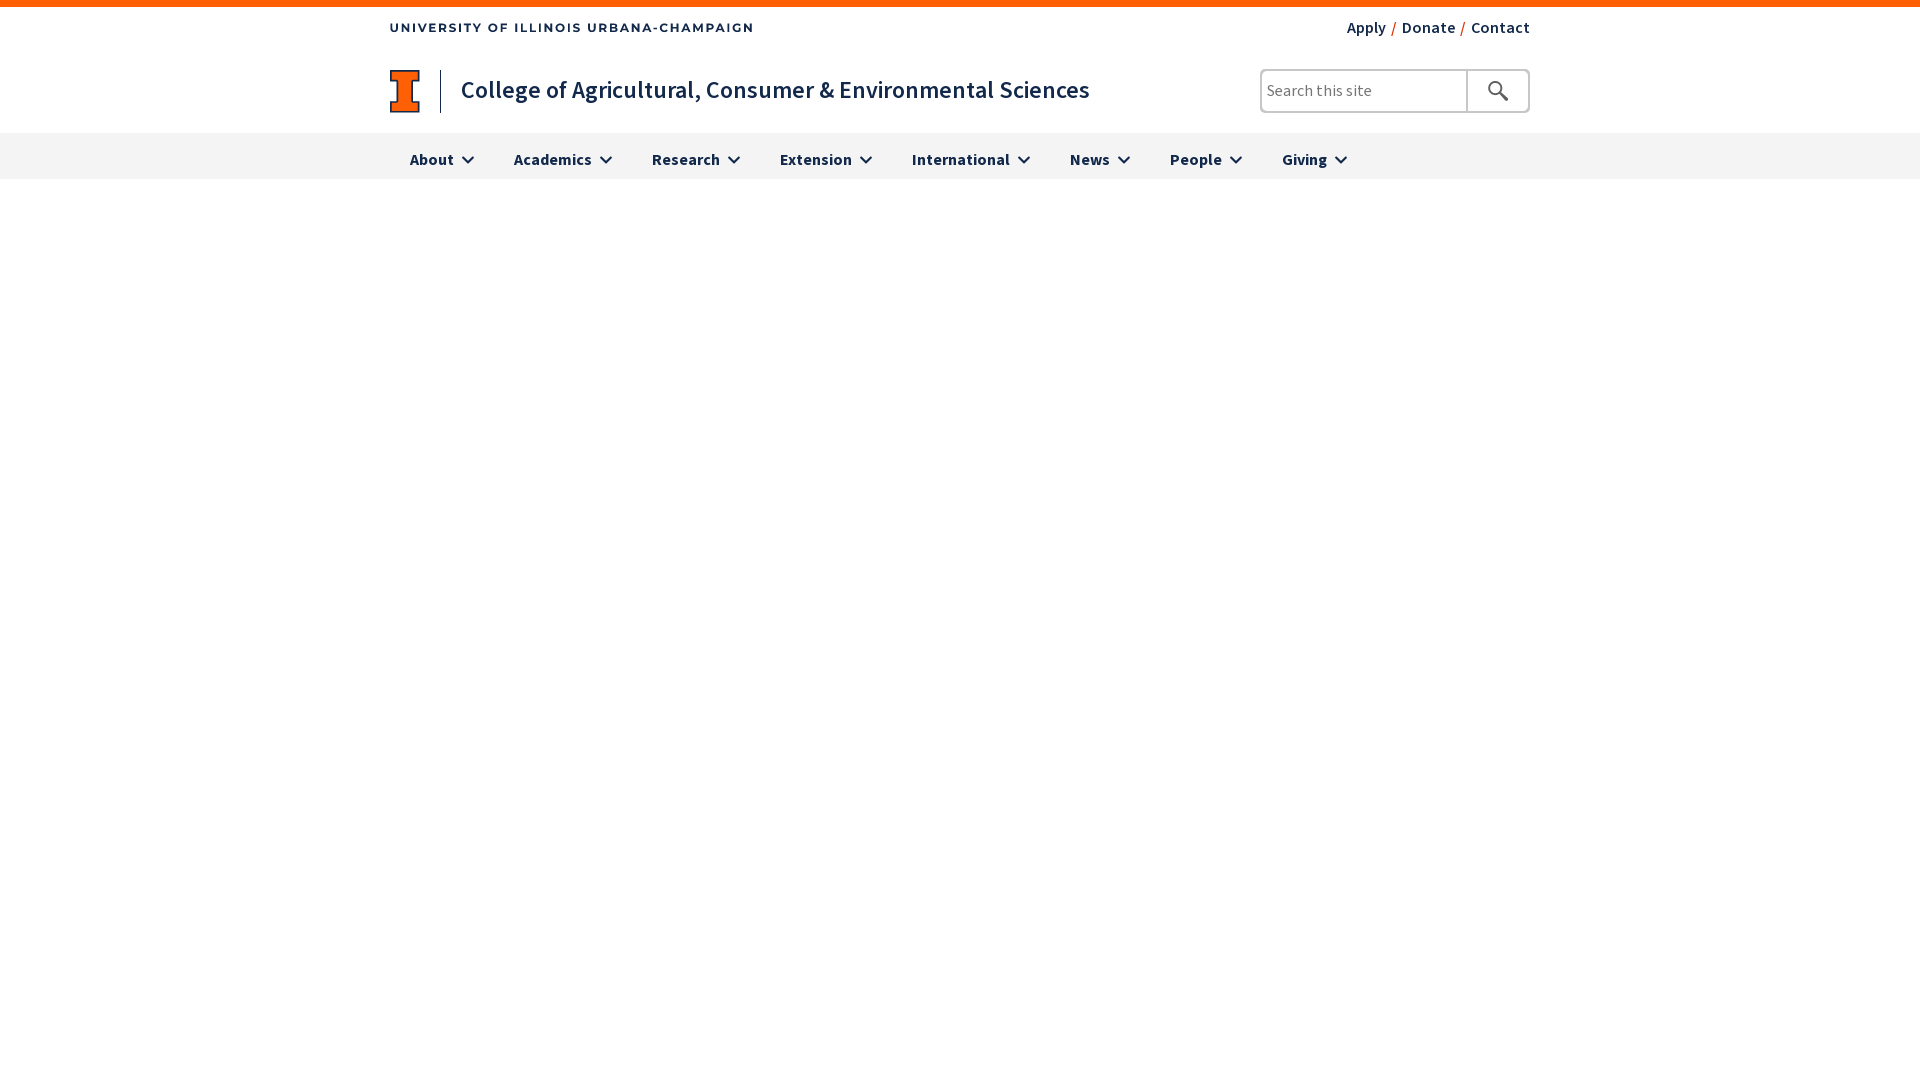 UNIVERSITY OF ILLINOIS URBANA-CHAMPAIGN
Apply / Donate / Contact
College of Agricultural, Consumer & Environmental Sciences
Search this site
About Academics Research Extension International News People Giving